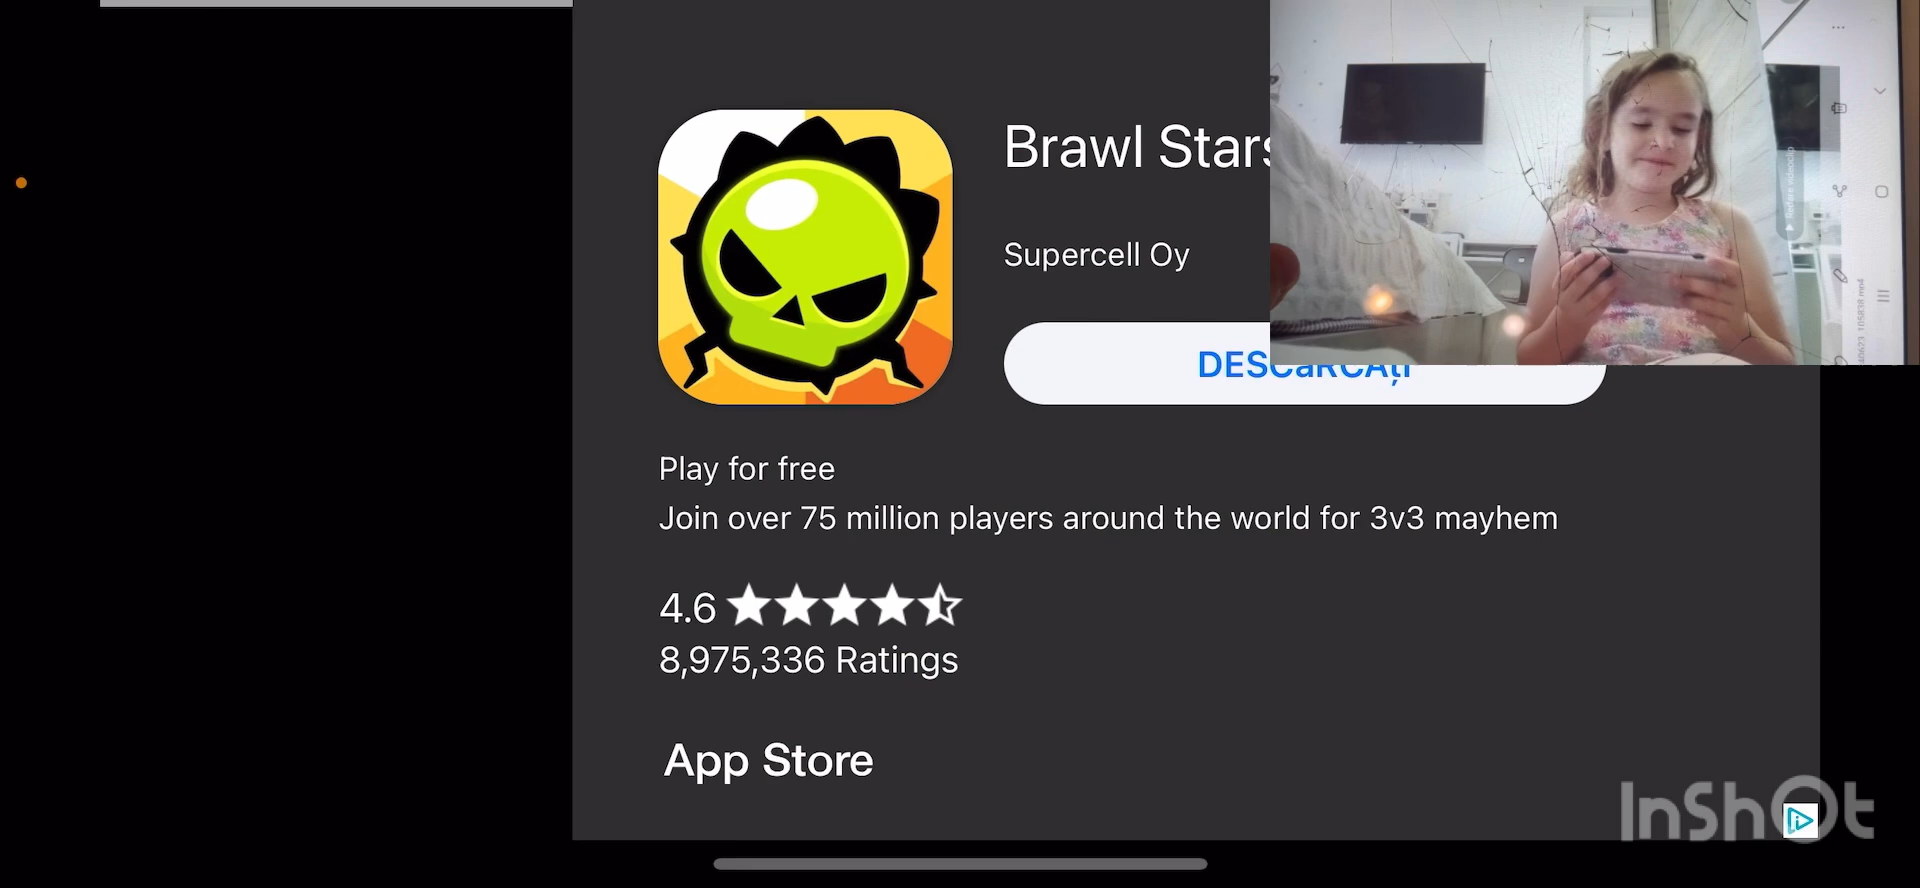 Brawl Stars
Supercell Oy
DESCĂRCAȚI
Play for free
Join over 75 million players around the world for 3v3 mayhem
4.6
8,975,336 Ratings
App Store
InShOt